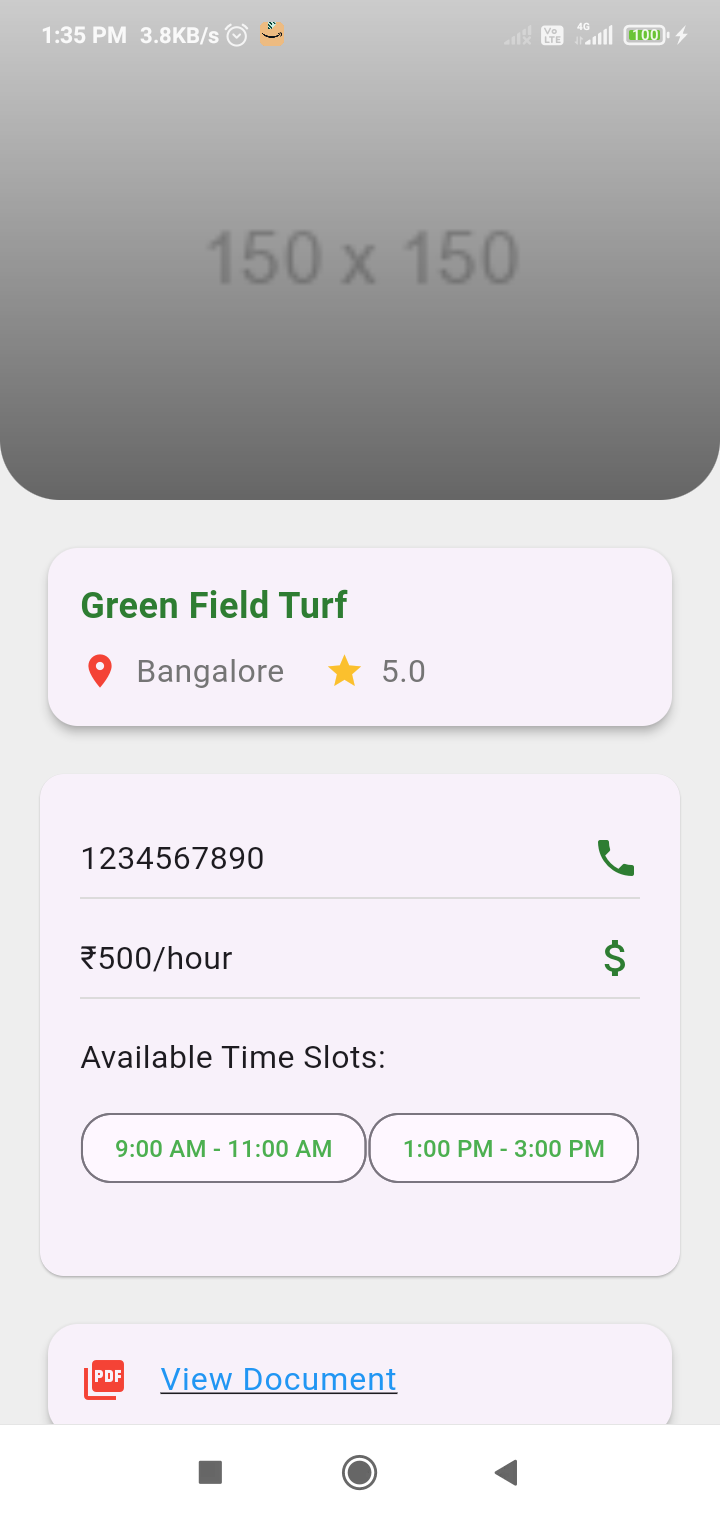 1:35 PM 3.8KB/s Vo LTE 4G 100
150 x 150
Green Field Turf
Bangalore 5.0
1234567890
₹500/hour $
Available Time Slots:
9:00 AM - 11:00 AM 1:00 PM - 3:00 PM
PDF View Document